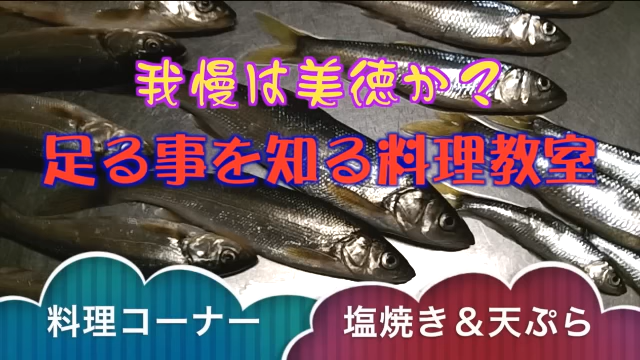 我慢は美徳か？
足る事を知る料理教室
料理コーナー
塩焼き＆天ぷら